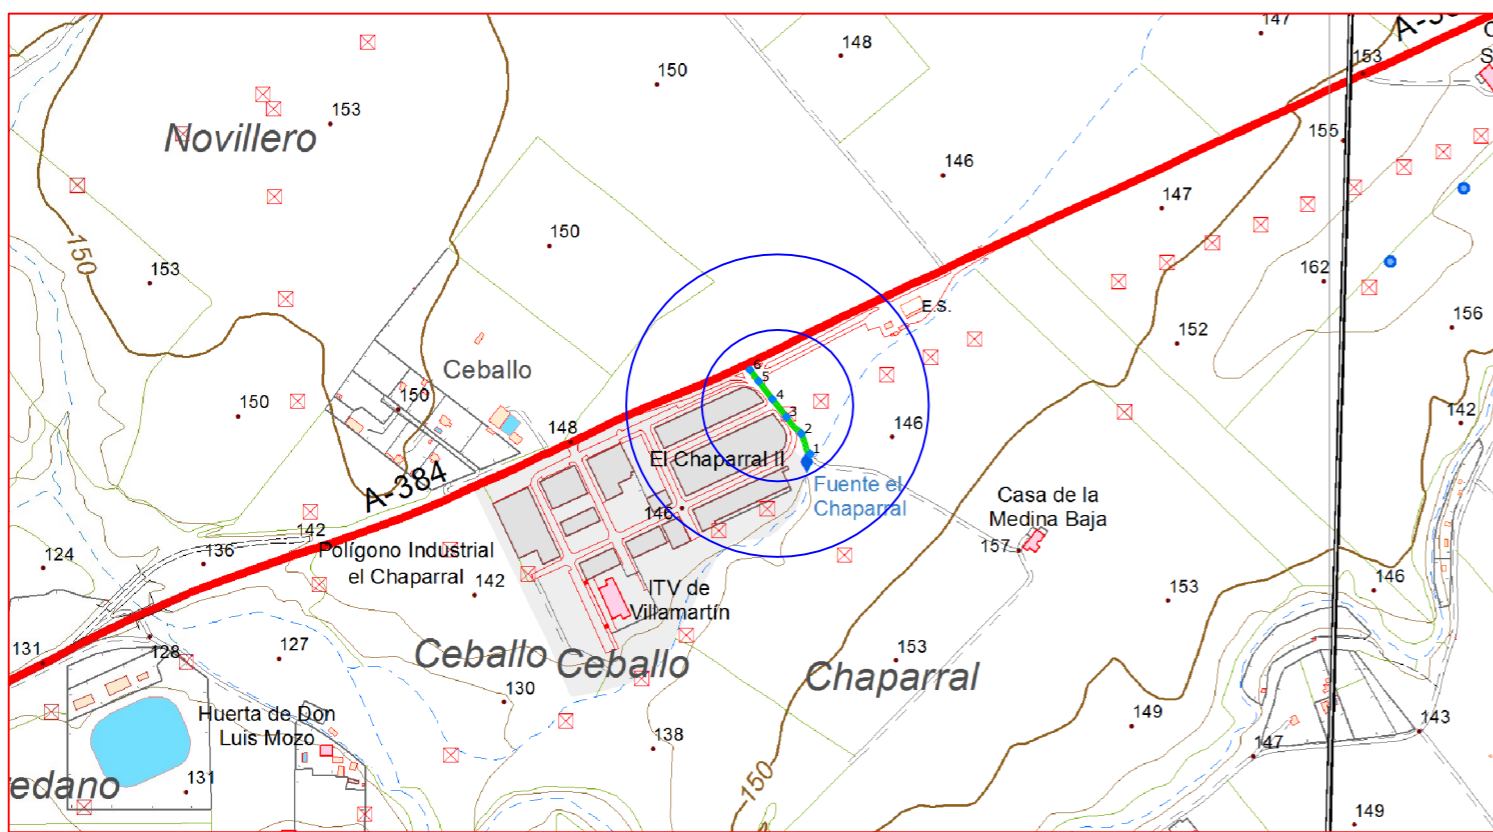 147
A-3
148
153
150
153
Novillero
155
146
147
150
150
153
162
E.S.
156
152
6
5
Ceballo
4
150
150
3
142
2
146
148
1
El Chaparral II
A-384
Fuente el
Chaparral
Casa de la
Medina Baja
146
142
136
Polígono Industrial
el Chaparral
124
157
142
ITV de
Villamartín
146
153
127
131
128
Ceballo
Ceballo
153
Chaparral
130
Huerta de Don
Luis Mozo
149
143
138
147
131
edano
150
149